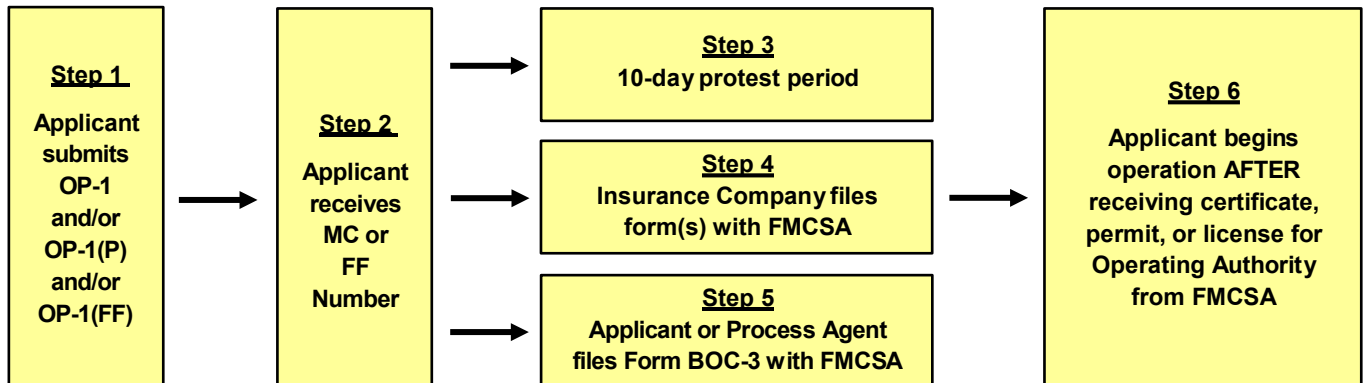 Step 1
Applicant
submits
OP-1
and/or
OP-1(P)
and/or
OP-1(FF)
Step 2
Applicant
receives
MC or
FF
Number
Step 3
10-day protest period
Step 4
Insurance Company files
form(s) with FMCSA
Step 5
Applicant or Process Agent
files Form BOC-3 with FMCSA
Step 6
Applicant begins
operation AFTER
receiving certificate,
permit, or license for
Operating Authority
from FMCSA